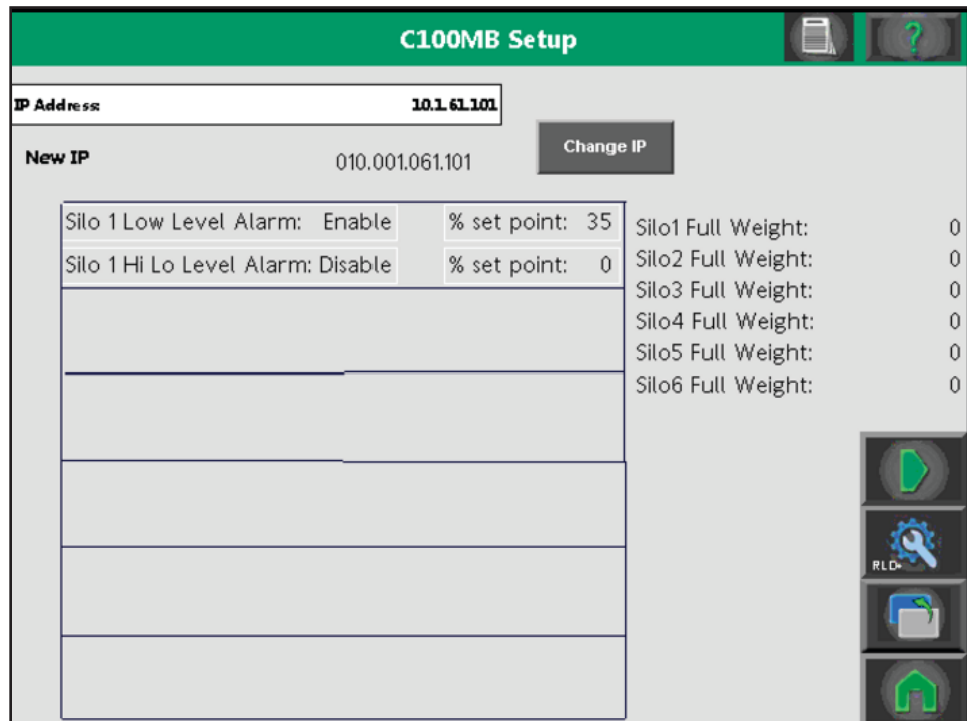 C100MB Setup
?
IP Address: 10.1.61.101
New IP 010.001.061.101 Change IP
Silo 1 Low Level Alarm: Enable % set point: 35
Silo 1 Hi Lo Level Alarm: Disable % set point: 0
Silo1 Full Weight: 0
Silo2 Full Weight: 0
Silo3 Full Weight: 0
Silo4 Full Weight: 0
Silo5 Full Weight: 0
Silo6 Full Weight: 0
RLD